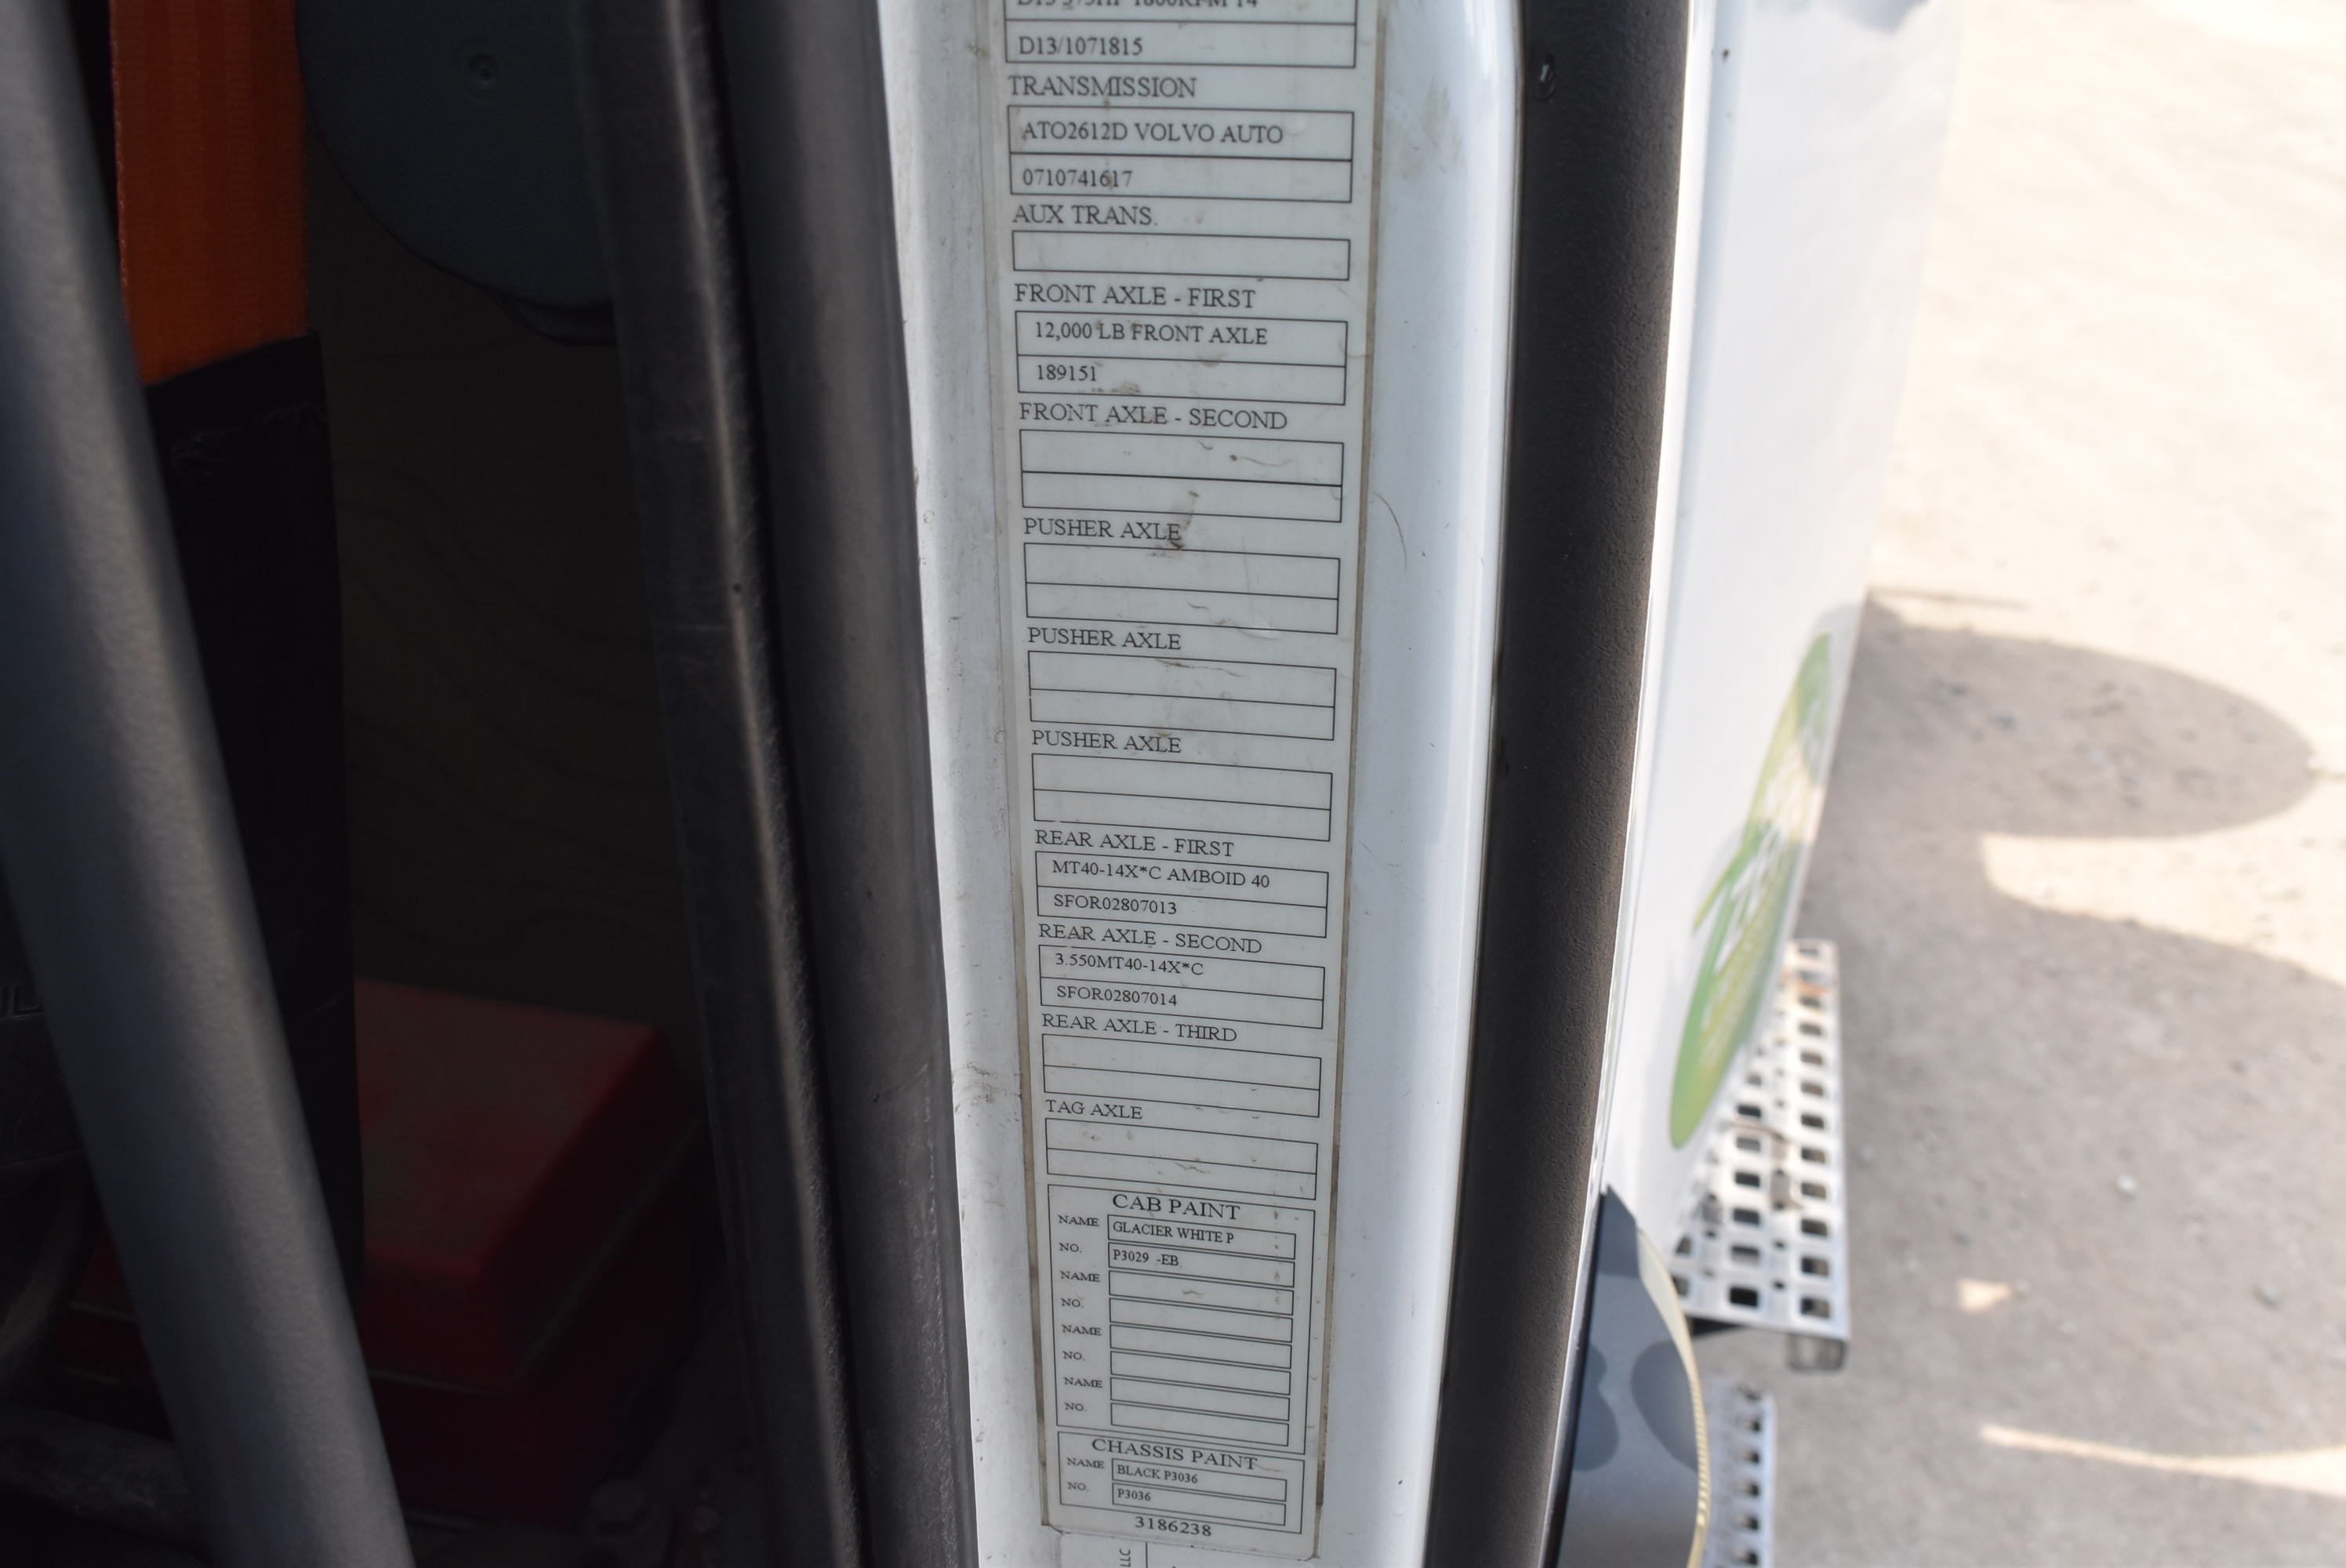 D13/1071815
TRANSMISSION
ATO2612D VOLVO AUTO
0710741617
AUX TRANS.
FRONT AXLE - FIRST
12,000 LB FRONT AXLE
189151
FRONT AXLE - SECOND
PUSHER AXLE
PUSHER AXLE
PUSHER AXLE
REAR AXLE - FIRST
MT40-14X*C AMBOID 40
SFOR02807013
REAR AXLE - SECOND
3.550MT40-14X*C
SFOR02807014
REAR AXLE - THIRD
TAG AXLE
CAB PAINT
NAME GLACIER WHITE P
NO. P3029 -EB
NAME
NO.
NAME
NO.
NAME
NO.
CHASSIS PAINT
NAME BLACK P3036
NO. P3036
3186238
LLC